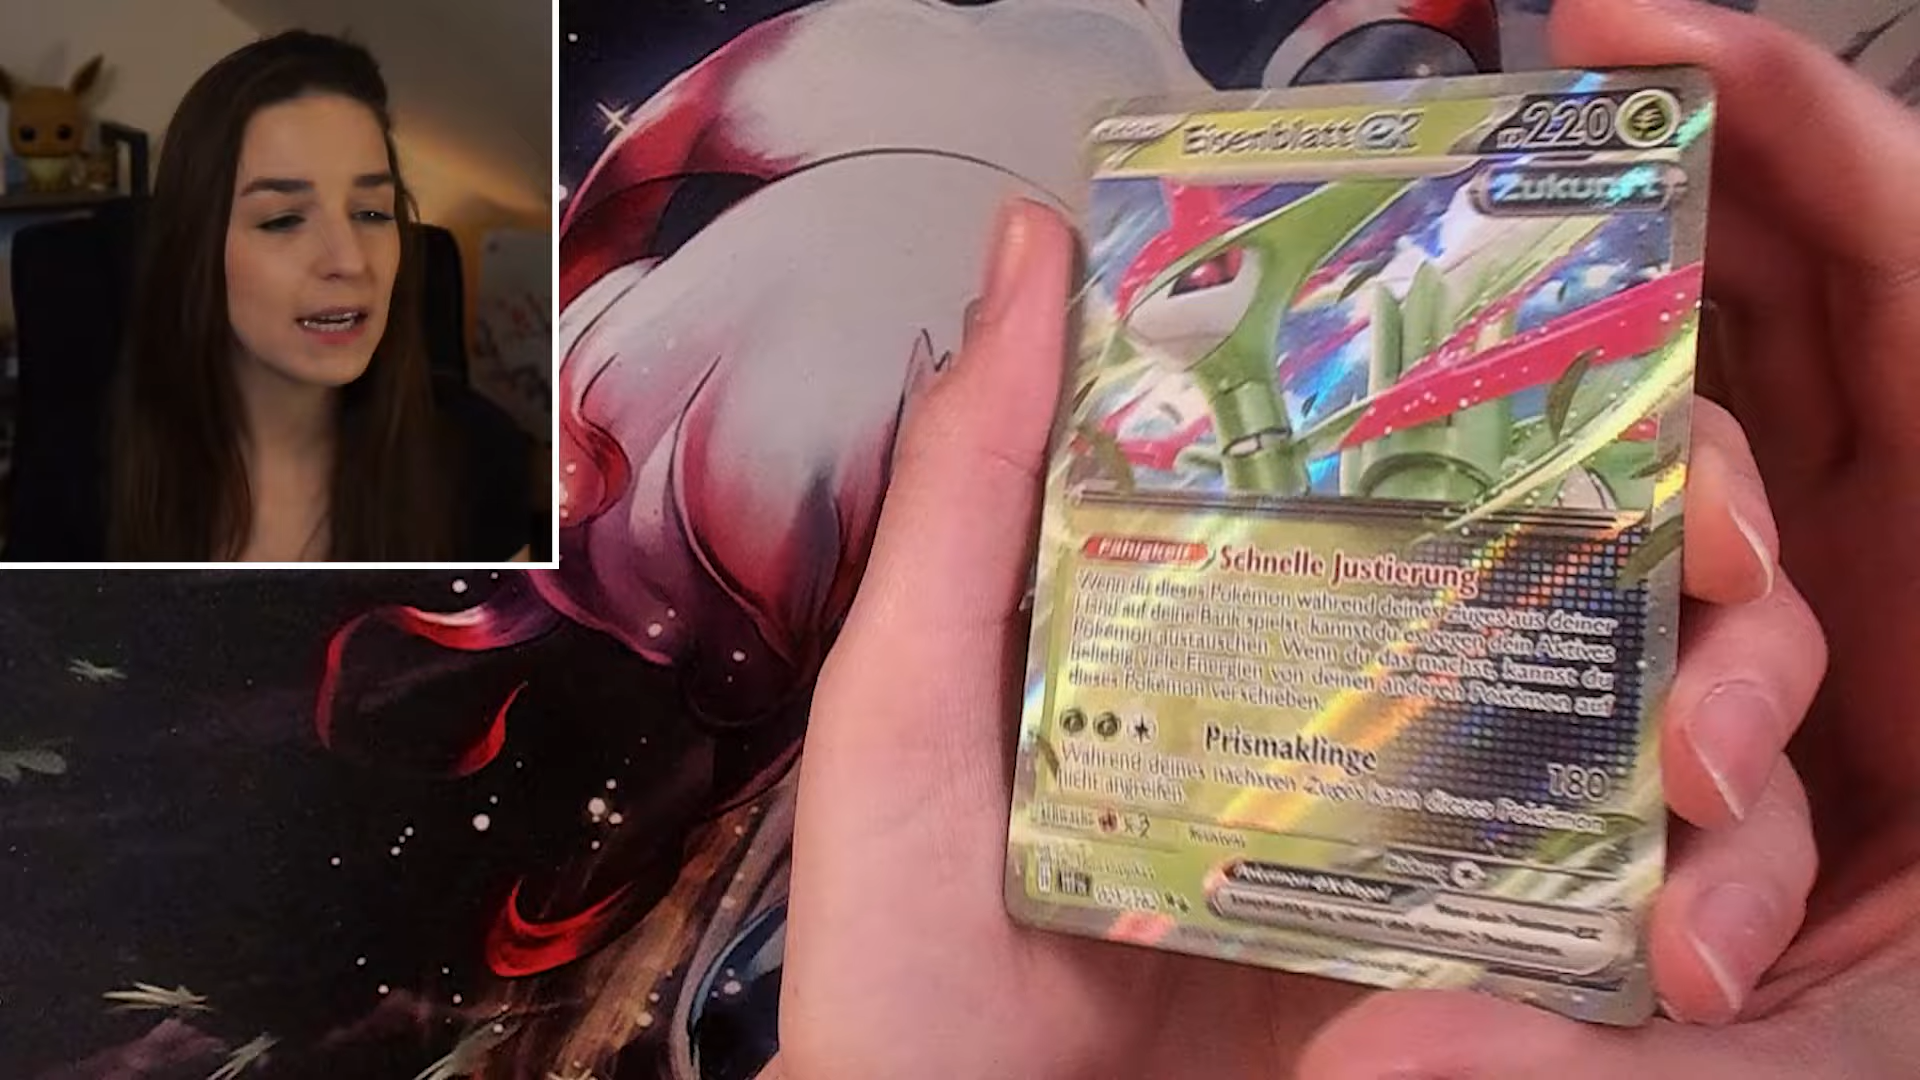 Eisenblatt ex 220
Zukunft
Fähigkeit Schnelle Justierung
Wenn du dieses Pokémon während deines Zuges aus deiner
Hand auf deine Bank spielst, kannst du es gegen dein Aktives
Pokémon austauschen. Wenn du das machst, kannst du
beliebig viele Energien von deinen anderen Pokémon auf
dieses Pokémon verschieben.
Prismaklinge 180
Während deines nächsten Zuges kann dieses Pokémon
nicht angreifen.